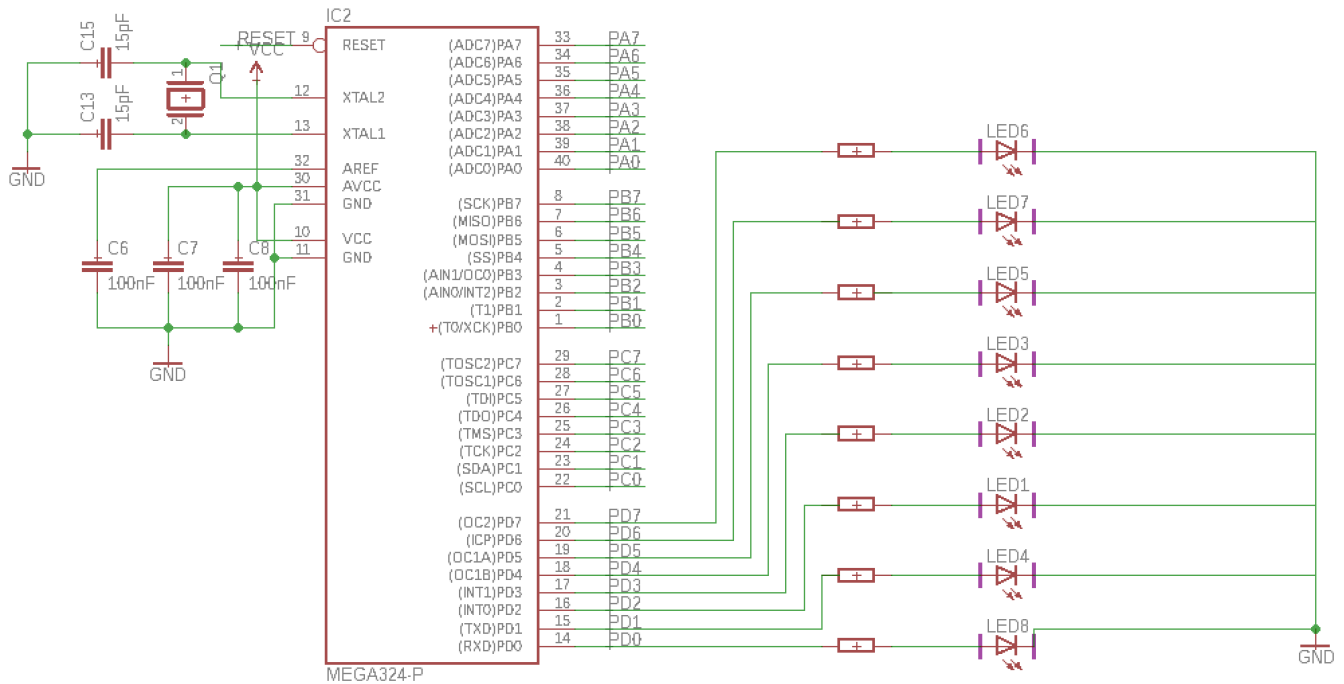 IC2
C15
15pF
C13
15pF
1
Q1
2
RESET
VCC
GND
9
RESET
12
XTAL2
13
XTAL1
32
AREF
30
AVCC
31
GND
10
VCC
11
GND
C6
100nF
C7
100nF
C8
100nF
GND
(ADC7)PA7 33 PA7
(ADC6)PA6 34 PA6
(ADC5)PA5 35 PA5
(ADC4)PA4 36 PA4
(ADC3)PA3 37 PA3
(ADC2)PA2 38 PA2
(ADC1)PA1 39 PA1
(ADC0)PA0 40 PA0
(SCK)PB7 8 PB7
(MISO)PB6 7 PB6
(MOSI)PB5 6 PB5
(SS)PB4 5 PB4
(AIN1/OC0)PB3 4 PB3
(AIN0/INT2)PB2 3 PB2
(T1)PB1 2 PB1
(T0/XCK)PB0 1 PB0
(TOSC2)PC7 29 PC7
(TOSC1)PC6 28 PC6
(TDI)PC5 27 PC5
(TDO)PC4 26 PC4
(TMS)PC3 25 PC3
(TCK)PC2 24 PC2
(SDA)PC1 23 PC1
(SCL)PC0 22 PC0
(OC2)PD7 21 PD7
(ICP)PD6 20 PD6
(OC1A)PD5 19 PD5
(OC1B)PD4 18 PD4
(INT1)PD3 17 PD3
(INT0)PD2 16 PD2
(TXD)PD1 15 PD1
(RXD)PD0 14 PD0
MEGA324-P
LED6
LED7
LED5
LED3
LED2
LED1
LED4
LED8
GND